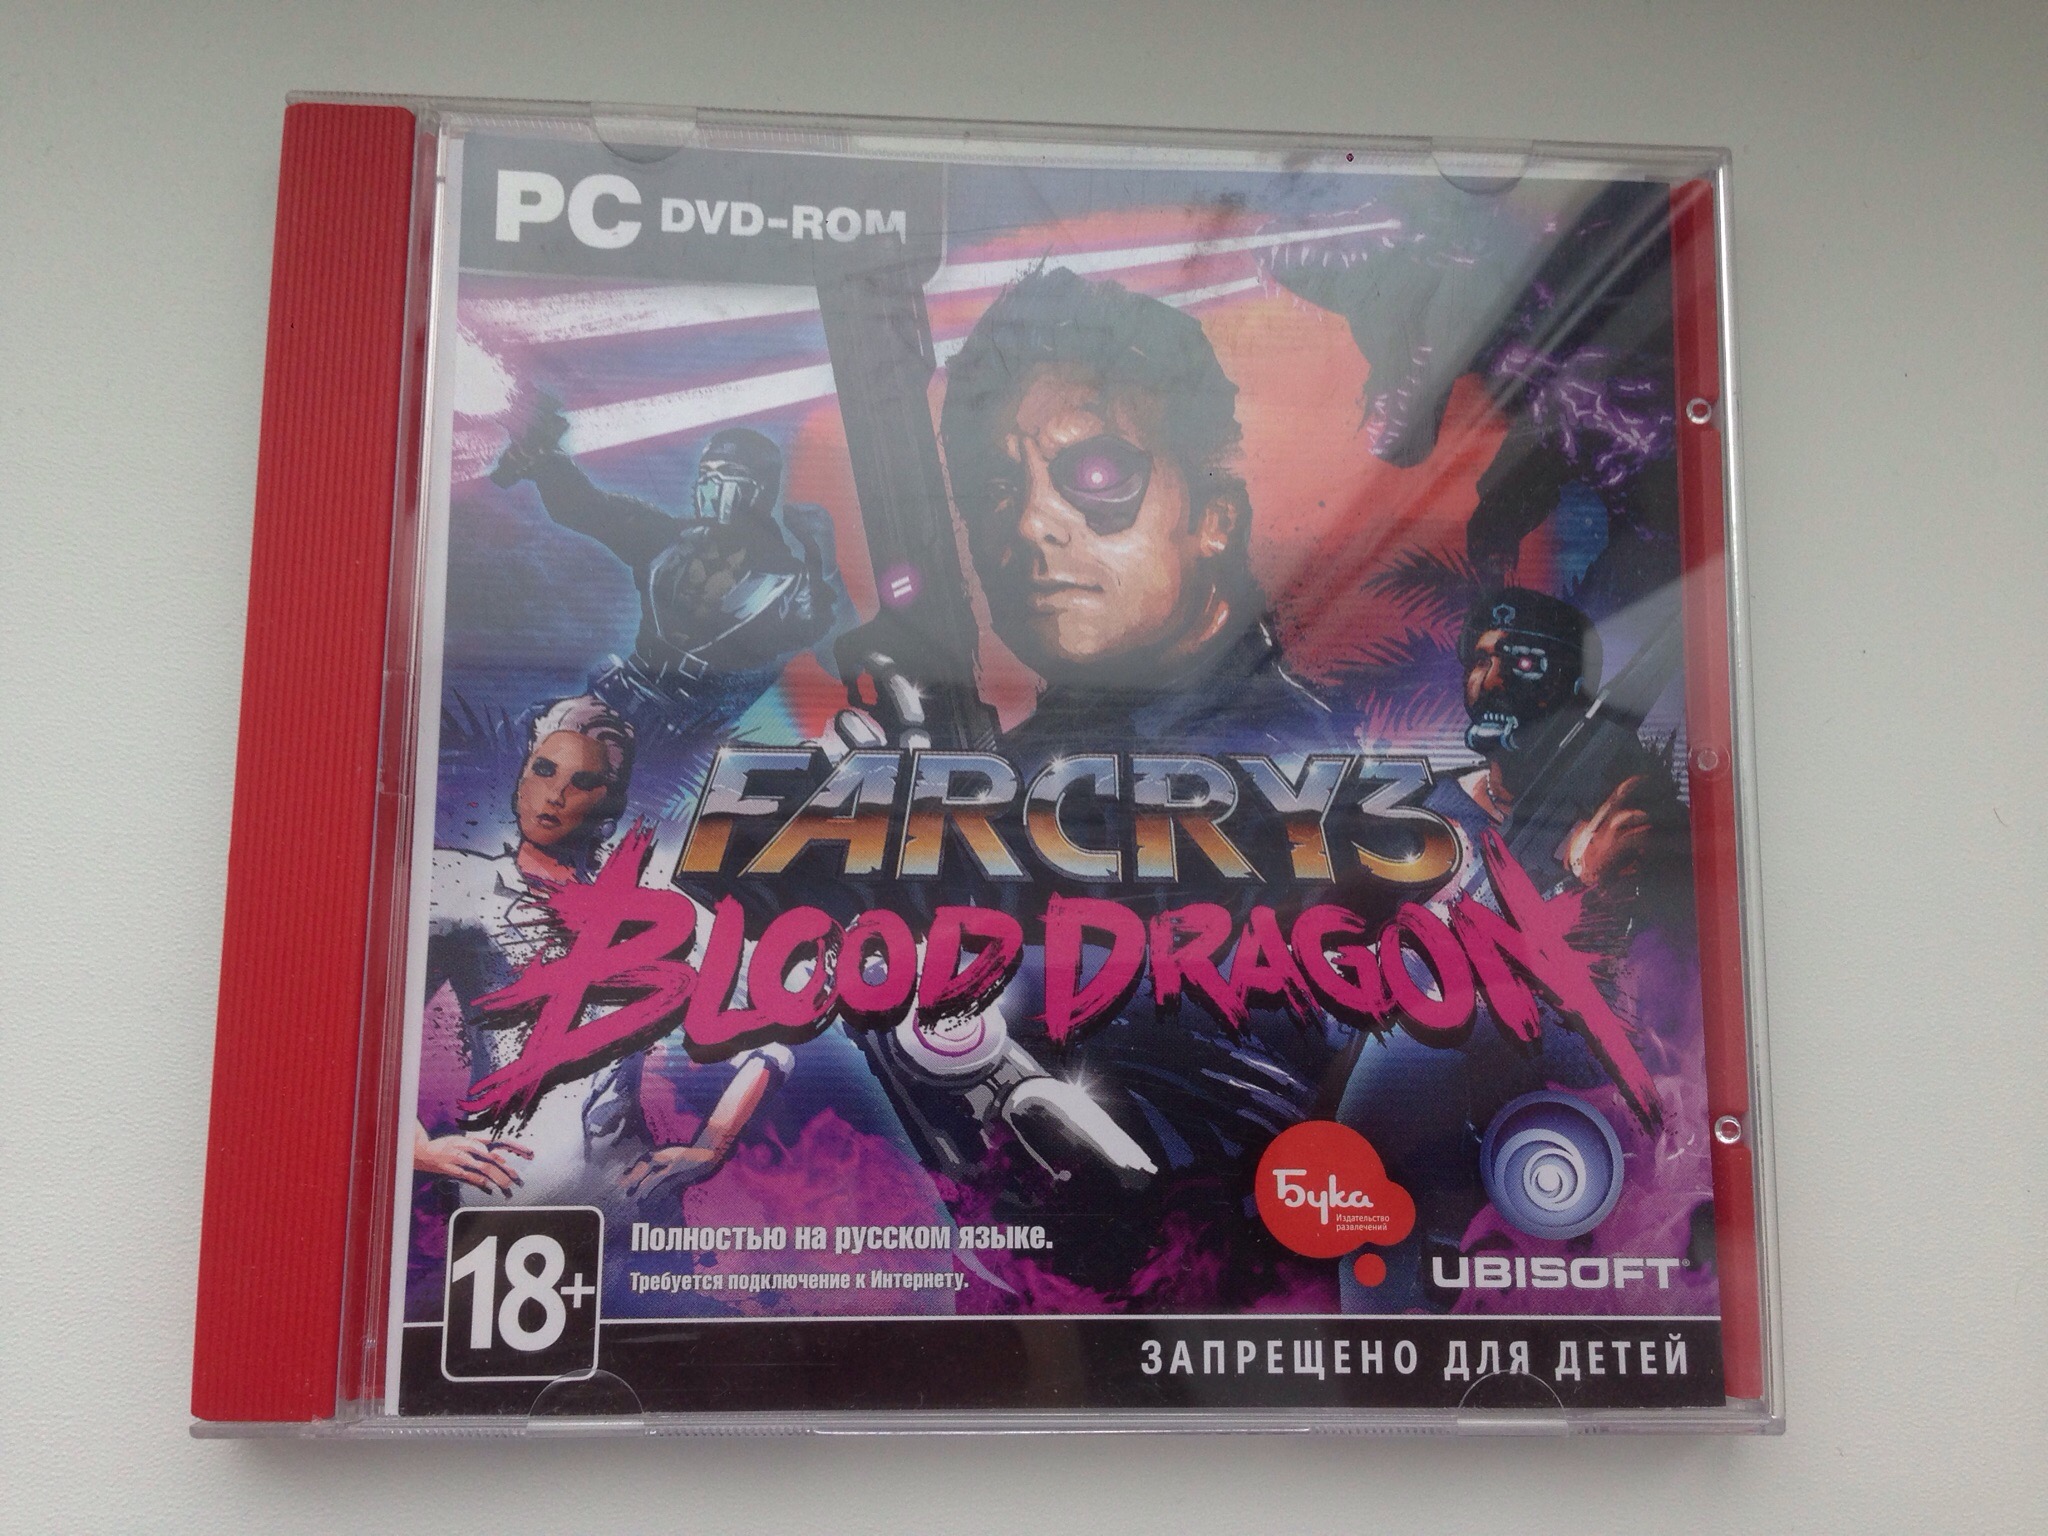 PC DVD-ROM
FARCRY3
BLOOD DRAGON
Бука
Издательство
развлечений
UBISOFT®
18+
Полностью на русском языке.
Требуется подключение к Интернету.
ЗАПРЕЩЕНО ДЛЯ ДЕТЕЙ